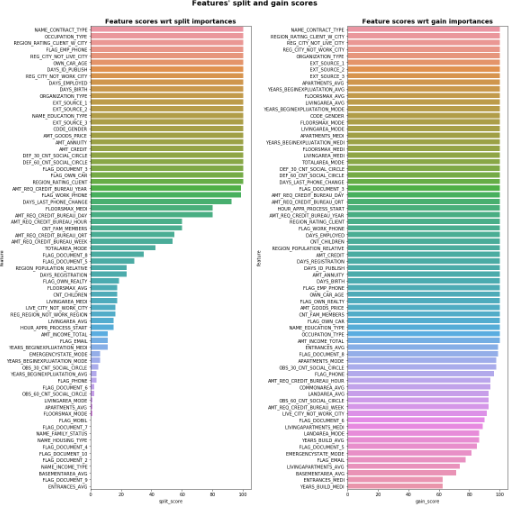 Features' split and gain scores
Feature scores wrt split importances
NAME_CONTRACT_TYPE
OCCUPATION_TYPE
REGION_RATING_CLIENT_W_CITY
FLAG_EMP_PHONE
REG_CITY_NOT_LIVE_CITY
OWN_CAR_AGE
DAYS_ID_PUBLISH
REG_CITY_NOT_WORK_CITY
DAYS_EMPLOYED
DAYS_BIRTH
ORGANIZATION_TYPE
EXT_SOURCE_1
EXT_SOURCE_2
NAME_EDUCATION_TYPE
EXT_SOURCE_3
CODE_GENDER
AMT_GOODS_PRICE
AMT_ANNUITY
AMT_CREDIT
DEF_30_CNT_SOCIAL_CIRCLE
DEF_60_CNT_SOCIAL_CIRCLE
FLAG_DOCUMENT_3
FLAG_OWN_CAR
REGION_RATING_CLIENT
AMT_REQ_CREDIT_BUREAU_YEAR
FLAG_WORK_PHONE
DAYS_LAST_PHONE_CHANGE
FLOORSMAX_MEDI
AMT_REQ_CREDIT_BUREAU_DAY
AMT_REQ_CREDIT_BUREAU_HOUR
CNT_FAM_MEMBERS
AMT_REQ_CREDIT_BUREAU_QRT
AMT_REQ_CREDIT_BUREAU_WEEK
TOTALAREA_MODE
FLAG_DOCUMENT_8
FLAG_DOCUMENT_5
REGION_POPULATION_RELATIVE
DAYS_REGISTRATION
FLAG_OWN_REALTY
FLOORSMAX_AVG
CNT_CHILDREN
LIVINGAREA_MEDI
LIVE_CITY_NOT_WORK_CITY
REG_REGION_NOT_WORK_REGION
LIVINGAREA_AVG
HOUR_APPR_PROCESS_START
AMT_INCOME_TOTAL
FLAG_EMAIL
YEARS_BEGINEXPLUATATION_MEDI
EMERGENCYSTATE_MODE
YEARS_BEGINEXPLUATATION_MODE
OBS_30_CNT_SOCIAL_CIRCLE
YEARS_BEGINEXPLUATATION_AVG
FLAG_PHONE
FLAG_DOCUMENT_6
OBS_60_CNT_SOCIAL_CIRCLE
LIVINGAREA_MODE
APARTMENTS_AVG
FLOORSMAX_MODE
FLAG_MOBIL
FLAG_DOCUMENT_7
NAME_FAMILY_STATUS
NAME_HOUSING_TYPE
FLAG_DOCUMENT_4
FLAG_DOCUMENT_10
FLAG_DOCUMENT_2
NAME_INCOME_TYPE
BASEMENTAREA_AVG
FLAG_DOCUMENT_9
ENTRANCES_AVG
0 20 40 60 80 100
split_score
feature
Feature scores wrt gain importances
NAME_CONTRACT_TYPE
REGION_RATING_CLIENT_W_CITY
REG_CITY_NOT_LIVE_CITY
REG_CITY_NOT_WORK_CITY
ORGANIZATION_TYPE
EXT_SOURCE_1
EXT_SOURCE_2
EXT_SOURCE_3
APARTMENTS_AVG
YEARS_BEGINEXPLUATATION_AVG
FLOORSMAX_AVG
LIVINGAREA_AVG
YEARS_BEGINEXPLUATATION_MODE
CODE_GENDER
FLOORSMAX_MODE
LIVINGAREA_MODE
APARTMENTS_MEDI
YEARS_BEGINEXPLUATATION_MEDI
FLOORSMAX_MEDI
LIVINGAREA_MEDI
TOTALAREA_MODE
DEF_30_CNT_SOCIAL_CIRCLE
DEF_60_CNT_SOCIAL_CIRCLE
DAYS_LAST_PHONE_CHANGE
FLAG_DOCUMENT_3
AMT_REQ_CREDIT_BUREAU_DAY
AMT_REQ_CREDIT_BUREAU_QRT
HOUR_APPR_PROCESS_START
AMT_REQ_CREDIT_BUREAU_YEAR
REGION_RATING_CLIENT
FLAG_WORK_PHONE
DAYS_EMPLOYED
CNT_CHILDREN
REGION_POPULATION_RELATIVE
AMT_CREDIT
DAYS_REGISTRATION
DAYS_ID_PUBLISH
AMT_ANNUITY
DAYS_BIRTH
FLAG_EMP_PHONE
OWN_CAR_AGE
FLAG_OWN_REALTY
AMT_GOODS_PRICE
CNT_FAM_MEMBERS
FLAG_OWN_CAR
NAME_EDUCATION_TYPE
OCCUPATION_TYPE
AMT_INCOME_TOTAL
ENTRANCES_AVG
FLAG_DOCUMENT_8
APARTMENTS_MODE
OBS_30_CNT_SOCIAL_CIRCLE
FLAG_PHONE
AMT_REQ_CREDIT_BUREAU_HOUR
COMMONAREA_AVG
LANDAREA_AVG
OBS_60_CNT_SOCIAL_CIRCLE
AMT_REQ_CREDIT_BUREAU_WEEK
LIVE_CITY_NOT_WORK_CITY
FLAG_DOCUMENT_6
LIVINGAPARTMENTS_MEDI
LANDAREA_MODE
YEARS_BUILD_AVG
FLAG_DOCUMENT_5
EMERGENCYSTATE_MODE
FLAG_EMAIL
LIVINGAPARTMENTS_AVG
BASEMENTAREA_AVG
ENTRANCES_MEDI
YEARS_BUILD_MEDI
0 20 40 60 80 100
gain_score
Feature